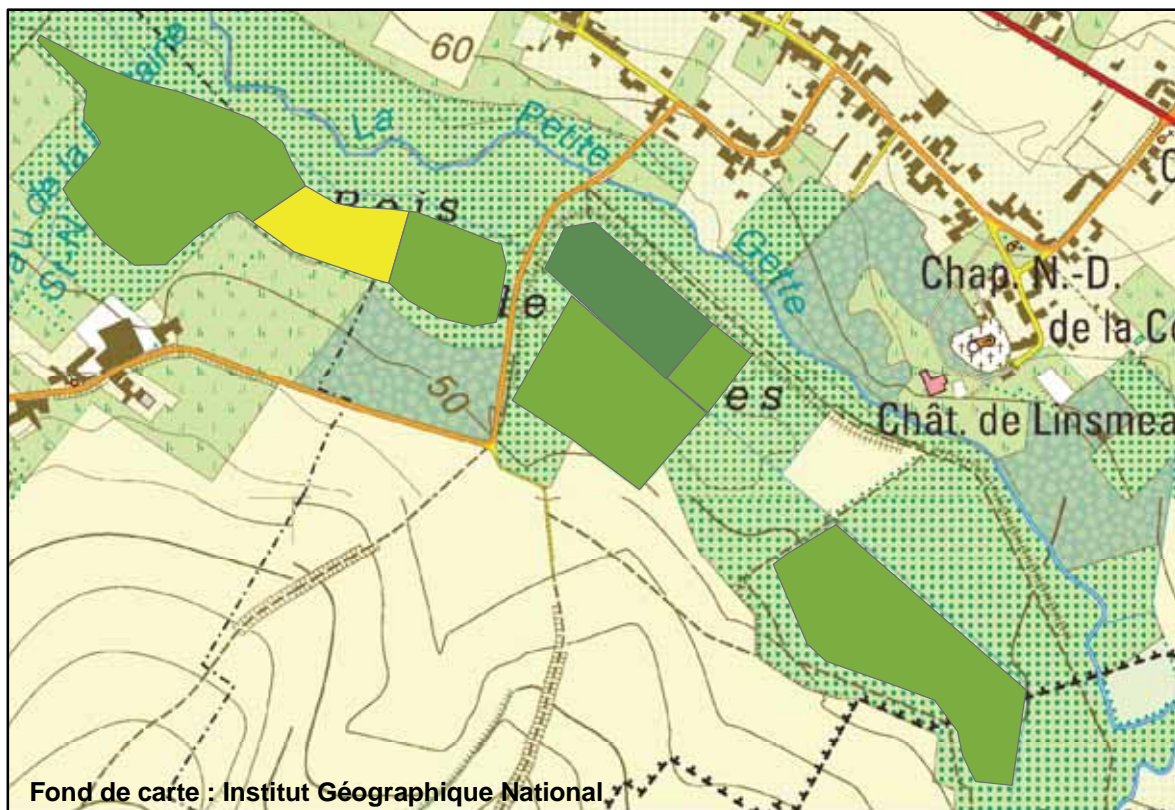 60
La Petite Gette
Bois
de
es
50
Chap. N.-D.
de la Co
Chât. de Linsmea
Fond de carte : Institut Géographique National